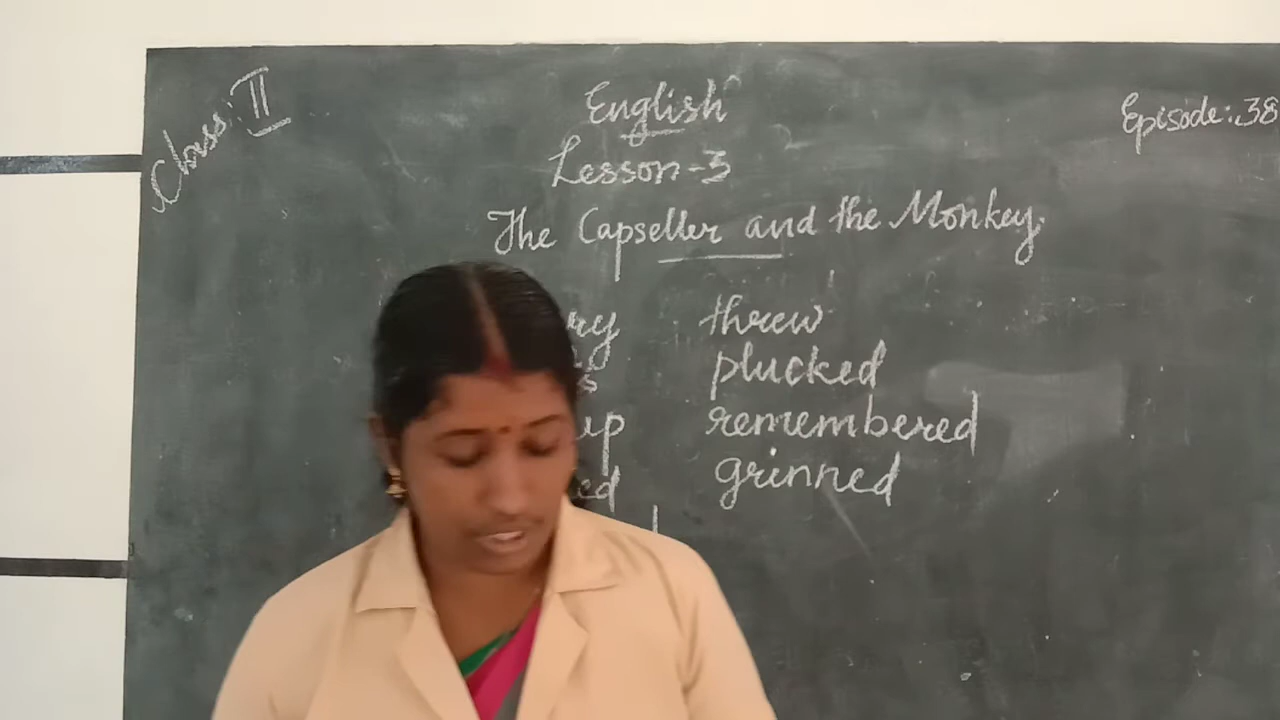 Class: II
English
Episode: 38
Lesson-3
The Capseller and the Monkey.
threw
plucked
remembered
grinned